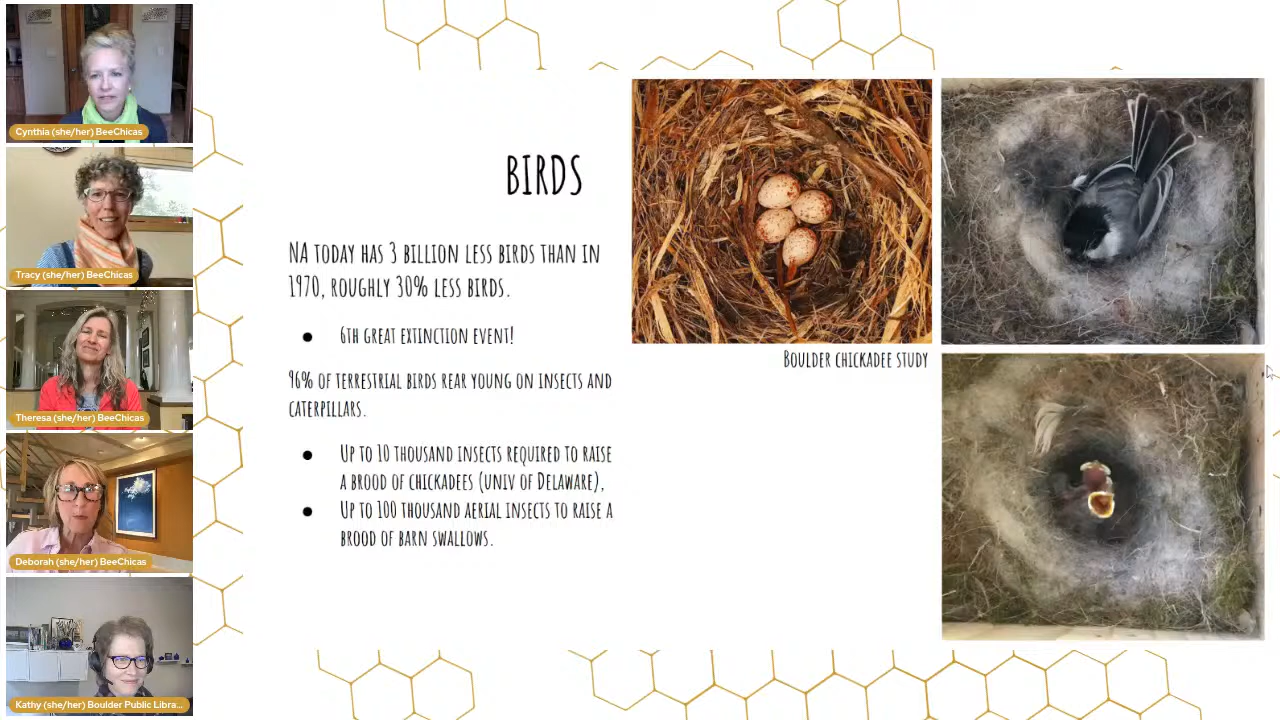 Cynthia (she/her) BeeChicas
Tracy (she/her) BeeChicas
Theresa (she/her) BeeChicas
Deborah (she/her) BeeChicas
Kathy (she/her) Boulder Public Libra...
BIRDS
NA TODAY HAS 3 BILLION LESS BIRDS THAN IN
1970, ROUGHLY 30% LESS BIRDS.
● 6TH GREAT EXTINCTION EVENT!
96% OF TERRESTRIAL BIRDS REAR YOUNG ON INSECTS AND
CATERPILLARS.
● UP TO 10 THOUSAND INSECTS REQUIRED TO RAISE
A BROOD OF CHICKADEES (UNIV OF DELAWARE),
● UP TO 100 THOUSAND AERIAL INSECTS TO RAISE A
BROOD OF BARN SWALLOWS.
BOULDER CHICKADEE STUDY